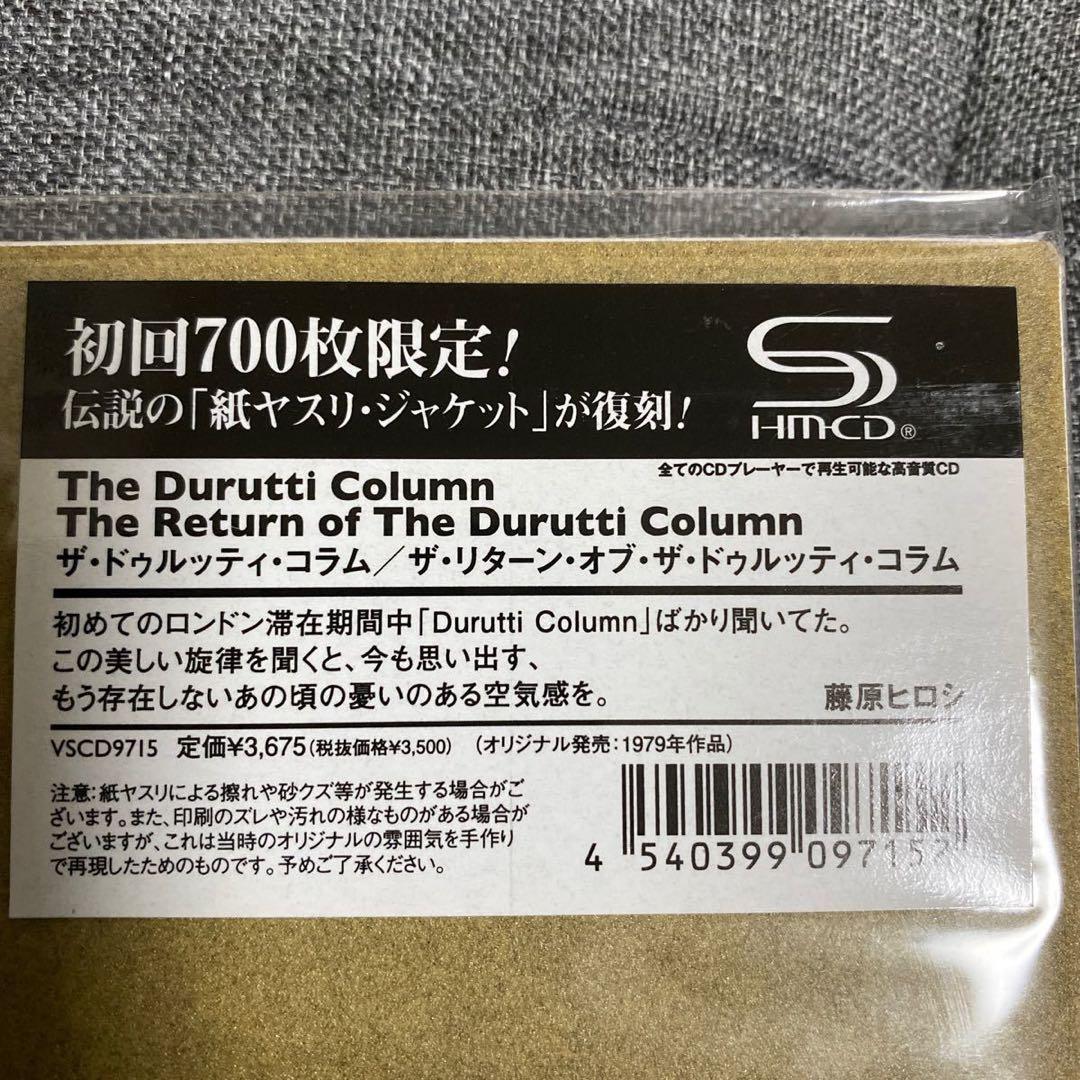 初回700枚限定!
伝説の「紙ヤスリ・ジャケット」が復刻!
SHM-CD®
全てのCDプレーヤーで再生可能な高音質CD
The Durutti Column
The Return of The Durutti Column
ザ・ドゥルッティ・コラム／ザ・リターン・オブ・ザ・ドゥルッティ・コラム
初めてのロンドン滞在期間中「Durutti Column」ばかり聞いてた。
この美しい旋律を聞くと、今も思い出す、
もう存在しないあの頃の憂いのある空気感を。
藤原ヒロシ
VSCD9715 定価¥3,675(税抜価格¥3,500) (オリジナル発売:1979年作品)
注意:紙ヤスリによる擦れや砂クズ等が発生する場合がご
ざいます。また、印刷のズレや汚れの様なものがある場合が
ございますが、これは当時のオリジナルの雰囲気を手作り
で再現したためのものです。予めご了承ください。
4 540399 097152